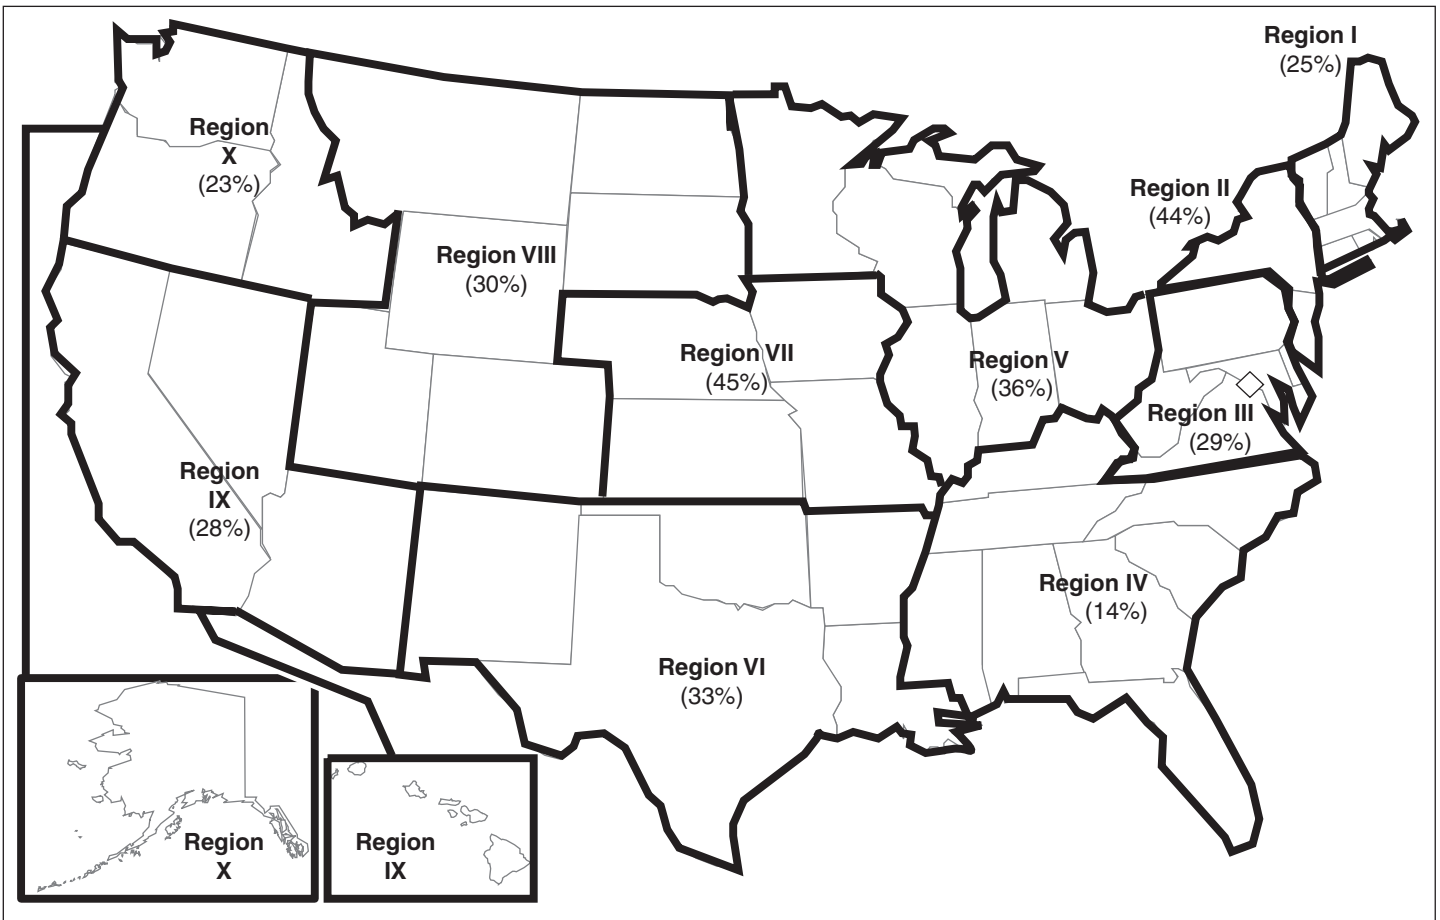 Region I
(25%)
Region
X
(23%)
Region II
(44%)
Region VIII
(30%)
Region VII
(45%)
Region V
(36%)
Region III
(29%)
Region
IX
(28%)
Region IV
(14%)
Region VI
(33%)
Region
X
Region
IX